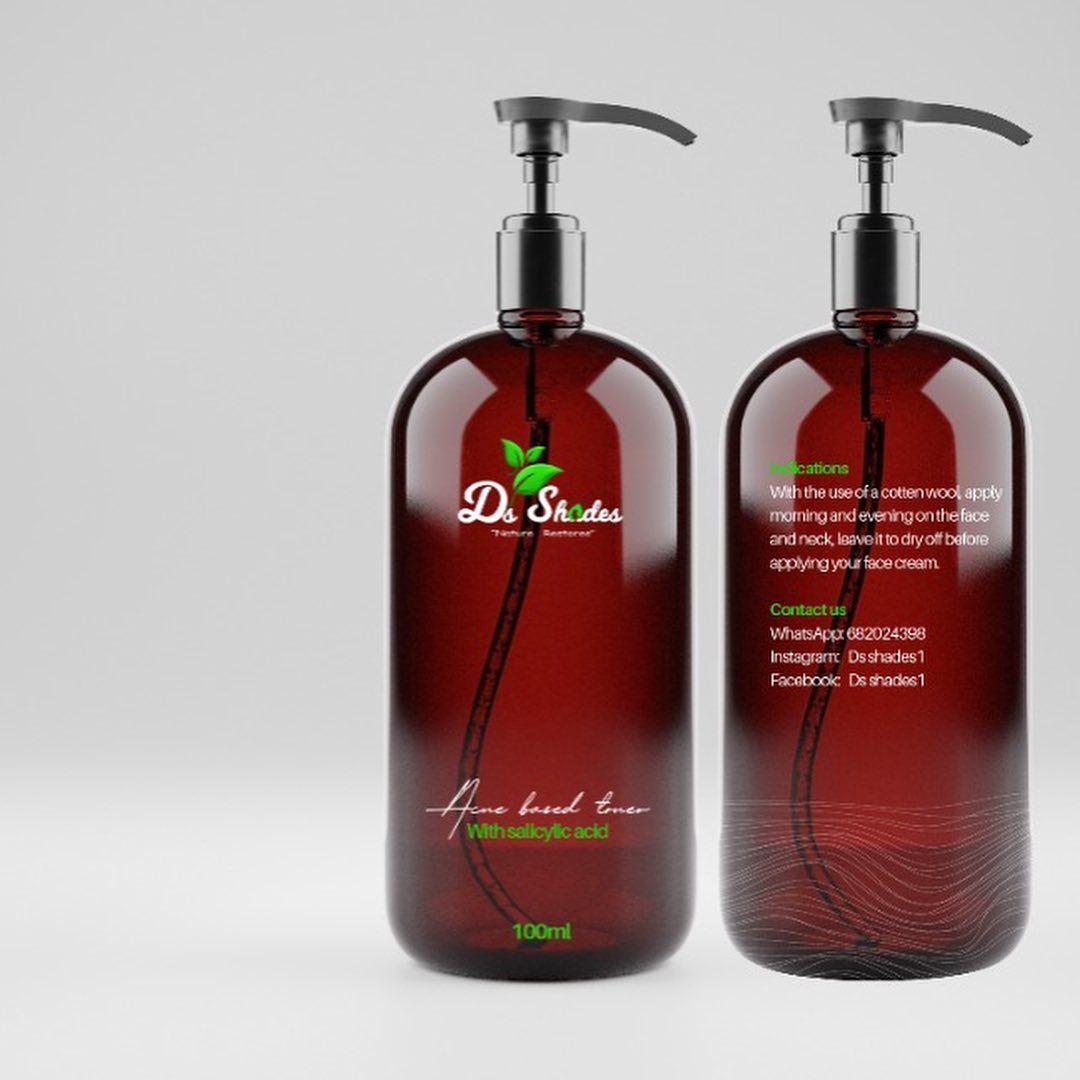 Ds Shades
"Nature Restores"
Acne based toner
With salicylic acid
100ml
Indications
With the use of a cotten wool, apply
morning and evening on the face
and neck, leave it to dry off before
applying your face cream.
Contact us
WhatsApp: 682024398
Instagram: Ds shades1
Facebook: Ds shades1